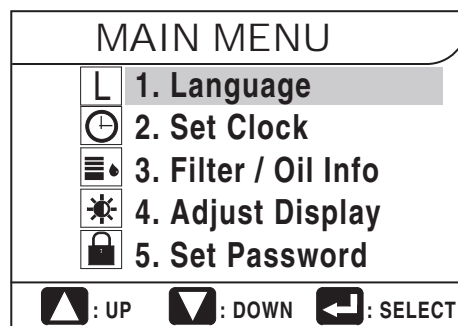 MAIN MENU
L 1. Language
2. Set Clock
3. Filter / Oil Info
4. Adjust Display
5. Set Password
: UP : DOWN : SELECT